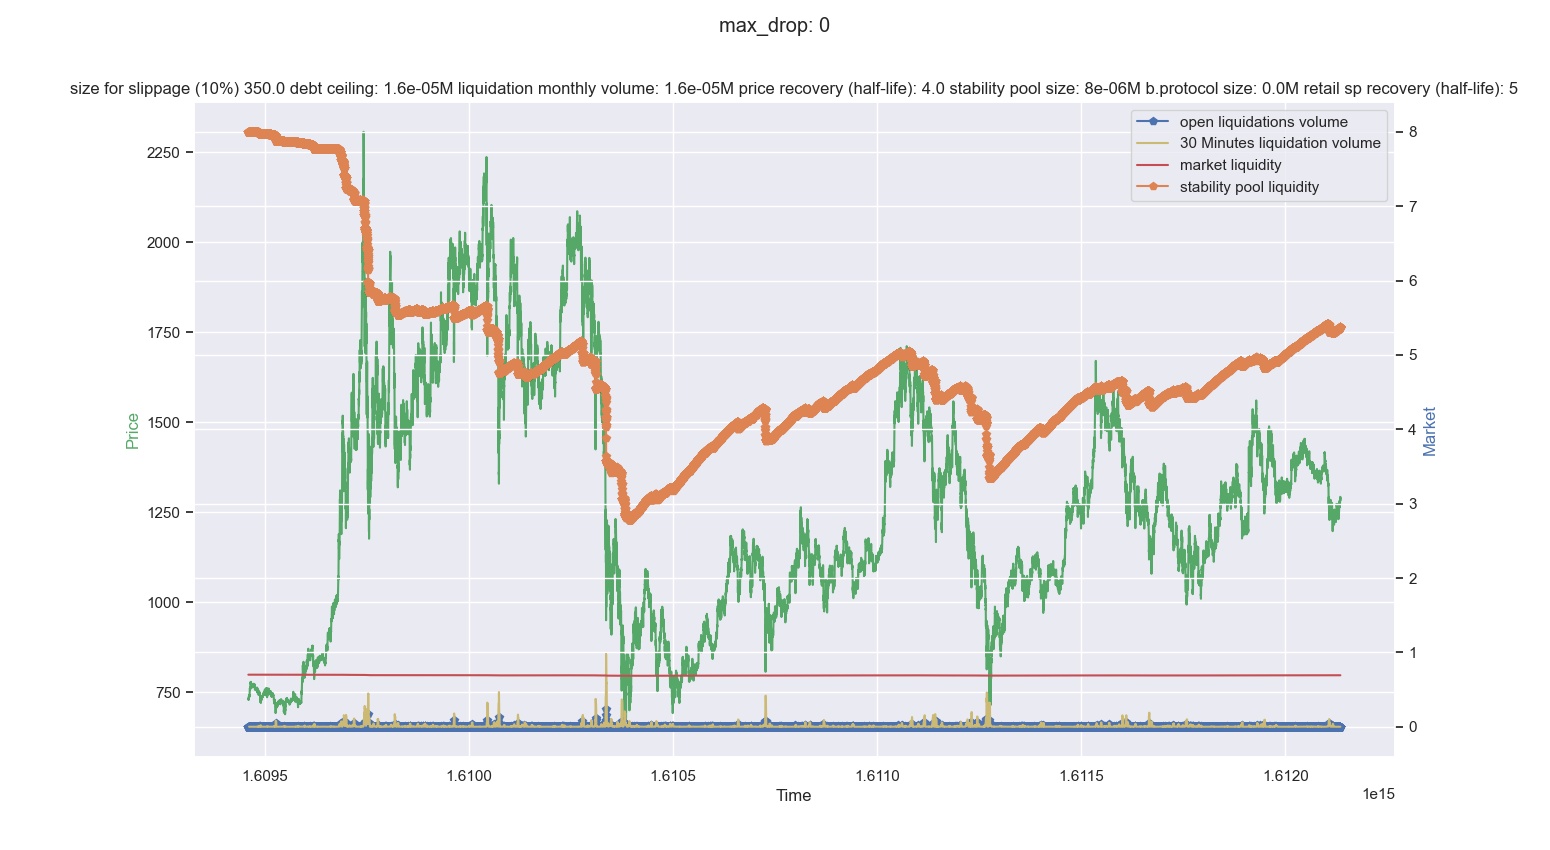 max_drop: 0
size for slippage (10%) 350.0 debt ceiling: 1.6e-05M liquidation monthly volume: 1.6e-05M price recovery (half-life): 4.0 stability pool size: 8e-06M b.protocol size: 0.0M retail sp recovery (half-life): 5
open liquidations volume
30 Minutes liquidation volume
market liquidity
stability pool liquidity
2250
2000
1750
1500
1250
1000
750
Price
8
7
6
5
4
3
2
1
0
Market
1.6095 1.6100 1.6105 1.6110 1.6115 1.6120
Time
1e15